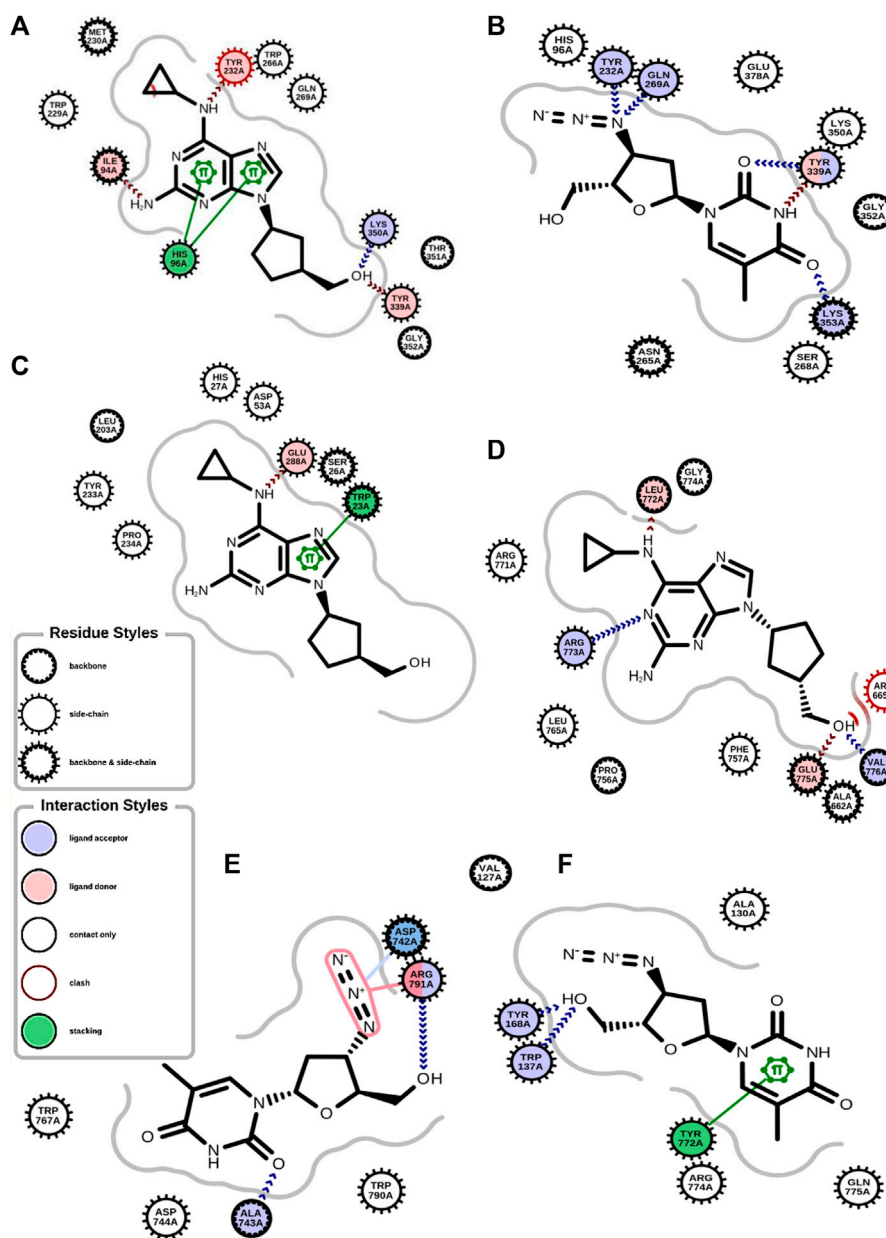 A
B
MET
230A
TYR
232A
TRP
266A
GLN
269A
TRP
229A
ILE
94A
NH
N
N
N
N
π
π
H₂N
HIS
96A
LYS
350A
THR
351A
OH
TYR
339A
GLY
352A
HIS
96A
TYR
232A
GLN
269A
GLU
378A
N⁻
N⁺
N
LYS
350A
TYR
339A
O
HO
O
N
NH
O
GLY
352A
LYS
353A
ASN
265A
SER
268A
C
HIS
27A
ASP
53A
LEU
203A
GLU
288A
SER
26A
TYR
233A
TRP
23A
PRO
234A
NH
N
N
N
N
π
H₂N
OH
D
LEU
772A
GLY
774A
ARG
771A
H
N
N
N
N
N
ARG
773A
H₂N
LEU
765A
PRO
756A
PHE
757A
OH
AR
665
GLU
775A
VAL
776A
ALA
662A
Residue Styles
backbone
side-chain
backbone & side-chain
Interaction Styles
ligand acceptor
ligand donor
contact only
clash
stacking
E
VAL
127A
N⁻
N⁺
N
ASP
742A
ARG
791A
OH
O
N
O
N
H
O
TRP
767A
ASP
744A
ALA
743A
TRP
790A
F
ALA
130A
N⁻
N⁺
N
HO
TYR
168A
TRP
137A
O
O
N
NH
π
O
TYR
772A
ARG
774A
GLN
775A